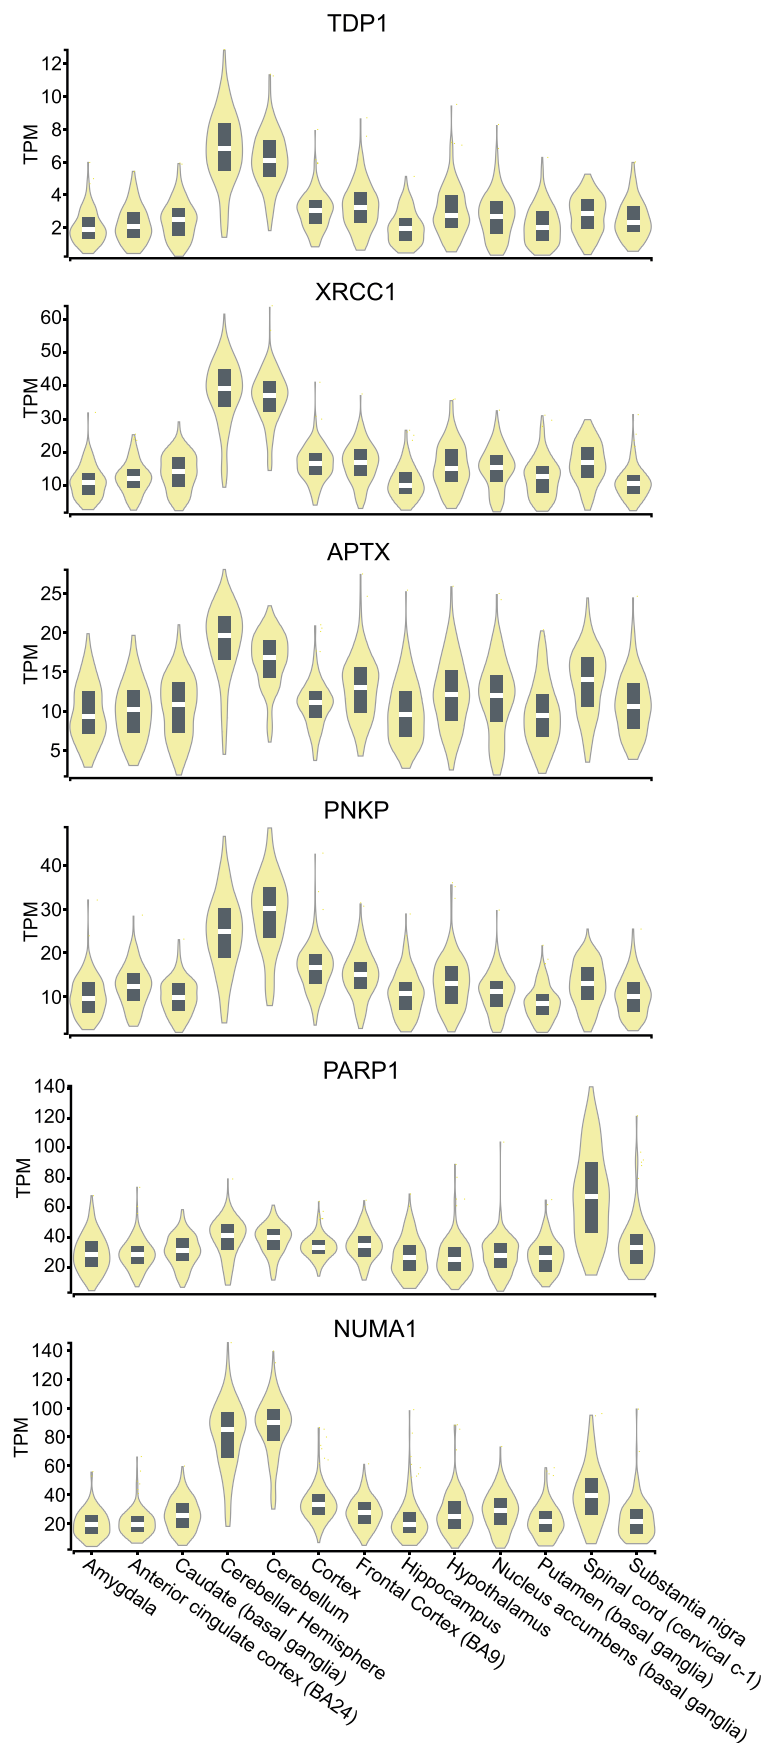 TDP1
TPM
12
10
8
6
4
2
XRCC1
TPM
60
50
40
30
20
10
APTX
TPM
25
20
15
10
5
PNKP
TPM
40
30
20
10
PARP1
TPM
140
120
100
80
60
40
20
NUMA1
TPM
140
120
100
80
60
40
20
Amygdala
Anterior cingulate cortex (BA24)
Caudate (basal ganglia)
Cerebellar Hemisphere
Cerebellum
Cortex
Frontal Cortex (BA9)
Hippocampus
Hypothalamus
Nucleus accumbens (basal ganglia)
Putamen (basal ganglia)
Spinal cord (cervical c-1)
Substantia nigra